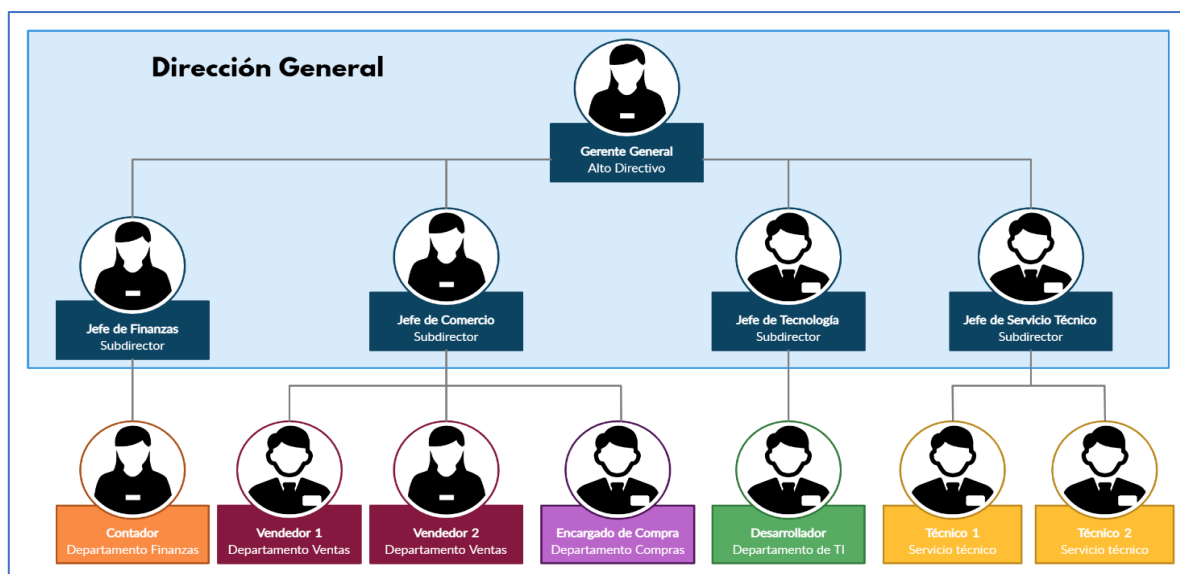 Dirección General
Gerente General
Alto Directivo
Jefe de Finanzas
Subdirector
Jefe de Comercio
Subdirector
Jefe de Tecnología
Subdirector
Jefe de Servicio Técnico
Subdirector
Contador
Departamento Finanzas
Vendedor 1
Departamento Ventas
Vendedor 2
Departamento Ventas
Encargado de Compra
Departamento Compras
Desarrollador
Departamento de TI
Técnico 1
Servicio técnico
Técnico 2
Servicio técnico